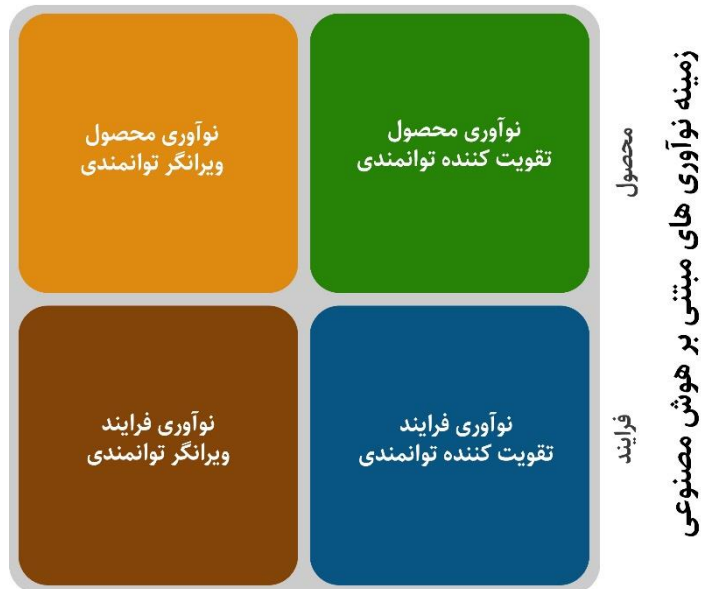 زمینه نوآوری های مبتنی بر هوش مصنوعی
محصول
نوآوری محصول
تقویت کننده توانمندی
نوآوری محصول
ویرانگر توانمندی
فرایند
نوآوری فرایند
تقویت کننده توانمندی
نوآوری فرایند
ویرانگر توانمندی